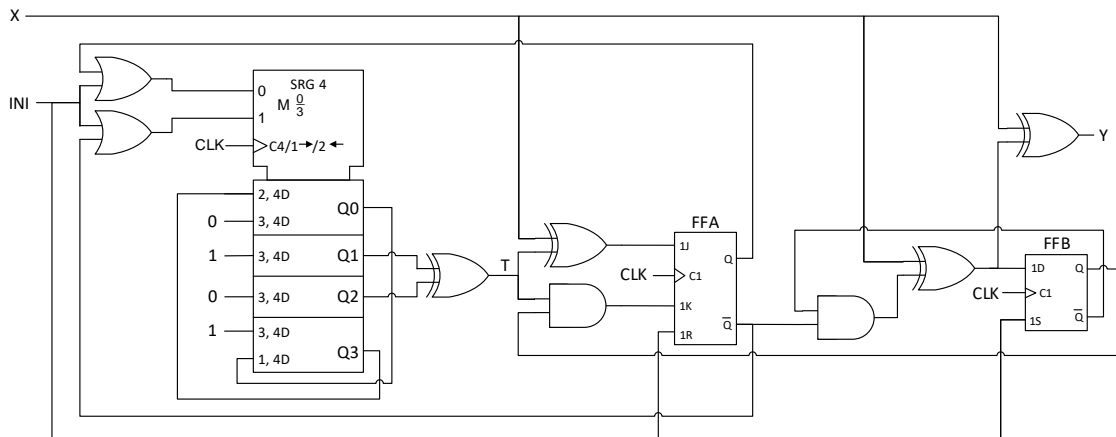 X
INI
SRG 4
M 0/3
0
1
CLK
C4/1→/2←
2, 4D
Q0
0
3, 4D
1
3, 4D
Q1
0
3, 4D
Q2
1
3, 4D
1, 4D
Q3
T
FFA
1J
Q
CLK
C1
1K
Q̅
1R
FFB
1D
Q
CLK
C1
1S
Q̅
Y